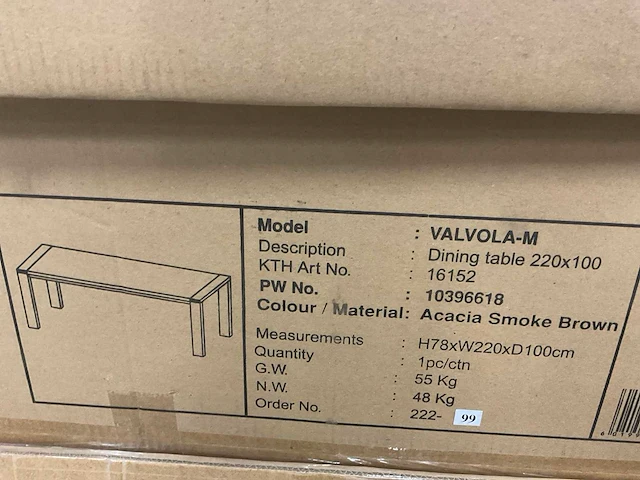 Model : VALVOLA-M
Description : Dining table 220x100
KTH Art No. : 16152
PW No. : 10396618
Colour / Material: Acacia Smoke Brown
Measurements : H78xW220xD100cm
Quantity : 1pc/ctn
G.W. : 55 Kg
N.W. : 48 Kg
Order No. : 222- 99